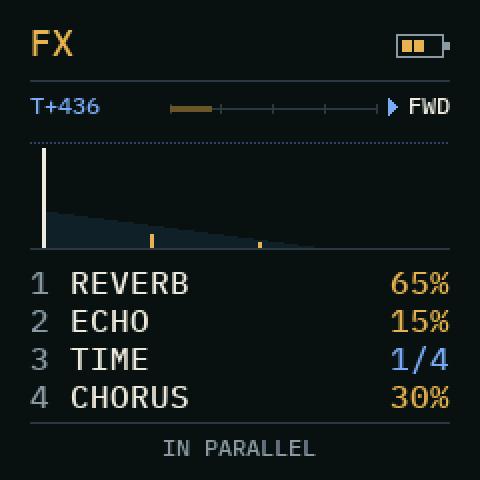 FX
T+436 FWD
1 REVERB 65%
2 ECHO 15%
3 TIME 1/4
4 CHORUS 30%
IN PARALLEL